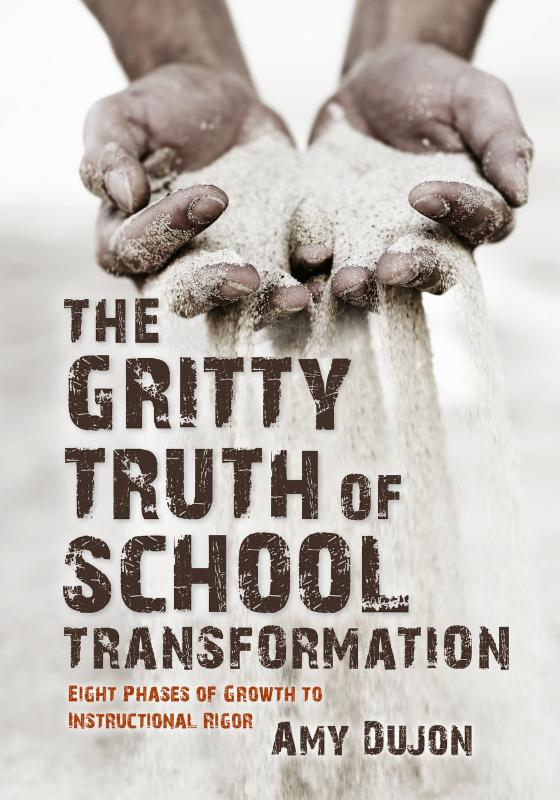 THE
GRITTY
TRUTH OF
SCHOOL
TRANSFORMATION
EIGHT PHASES OF GROWTH TO
INSTRUCTIONAL RIGOR
AMY DUJON